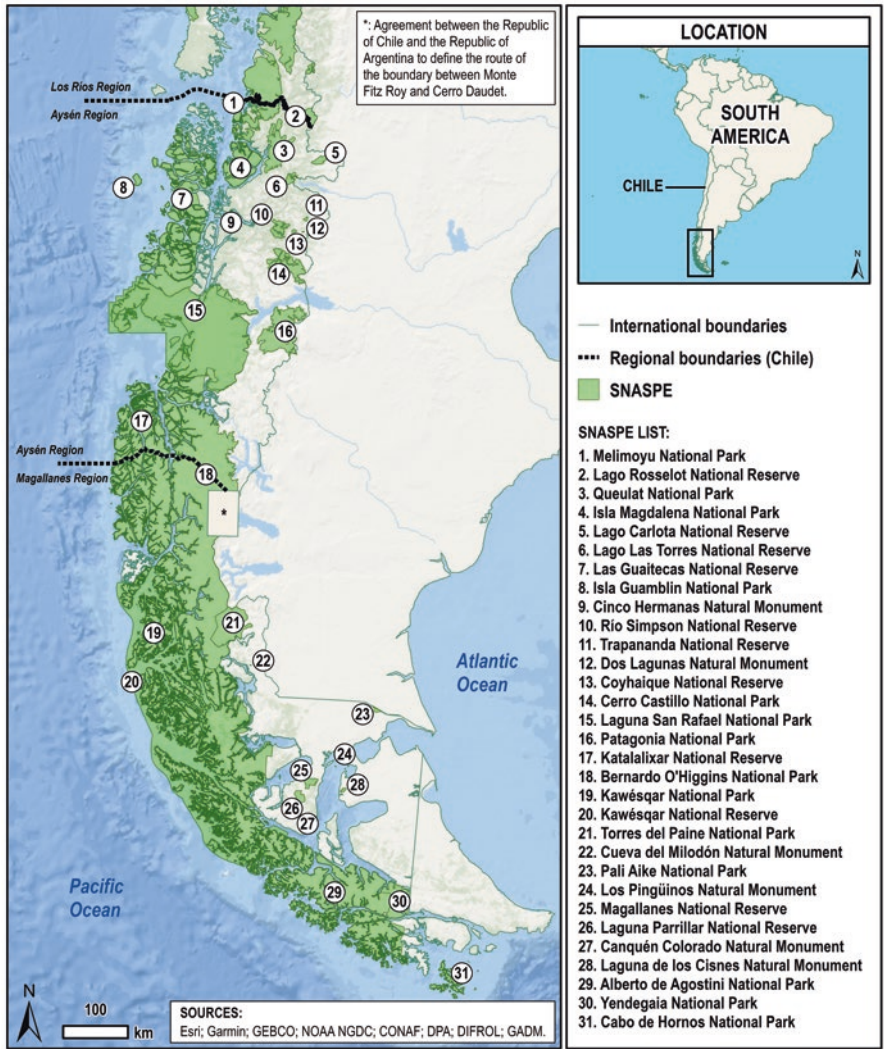 *: Agreement between the Republic
of Chile and the Republic of
Argentina to define the route of
the boundary between Monte
Fitz Roy and Cerro Daudet.
Los Ríos Region
Aysén Region
1
2
3
4
5
6
7
8
9
10
11
12
13
14
15
16
17
Aysén Region
Magallanes Region
18
*
19
20
21
22
23
24
25
26
27
28
29
30
31
Atlantic
Ocean
Pacific
Ocean
N
100
km
SOURCES:
Esri; Garmin; GEBCO; NOAA NGDC; CONAF; DPA; DIFROL; GADM.
LOCATION
SOUTH
AMERICA
CHILE
N
International boundaries
Regional boundaries (Chile)
SNASPE
SNASPE LIST:
1. Melimoyu National Park
2. Lago Rosselot National Reserve
3. Queulat National Park
4. Isla Magdalena National Park
5. Lago Carlota National Reserve
6. Lago Las Torres National Reserve
7. Las Guaitecas National Reserve
8. Isla Guamblin National Park
9. Cinco Hermanas Natural Monument
10. Río Simpson National Reserve
11. Trapananda National Reserve
12. Dos Lagunas Natural Monument
13. Coyhaique National Reserve
14. Cerro Castillo National Park
15. Laguna San Rafael National Park
16. Patagonia National Park
17. Katalalixar National Reserve
18. Bernardo O'Higgins National Park
19. Kawésqar National Park
20. Kawésqar National Reserve
21. Torres del Paine National Park
22. Cueva del Milodón Natural Monument
23. Pali Aike National Park
24. Los Pingüinos Natural Monument
25. Magallanes National Reserve
26. Laguna Parrillar National Reserve
27. Canquén Colorado Natural Monument
28. Laguna de los Cisnes Natural Monument
29. Alberto de Agostini National Park
30. Yendegaia National Park
31. Cabo de Hornos National Park